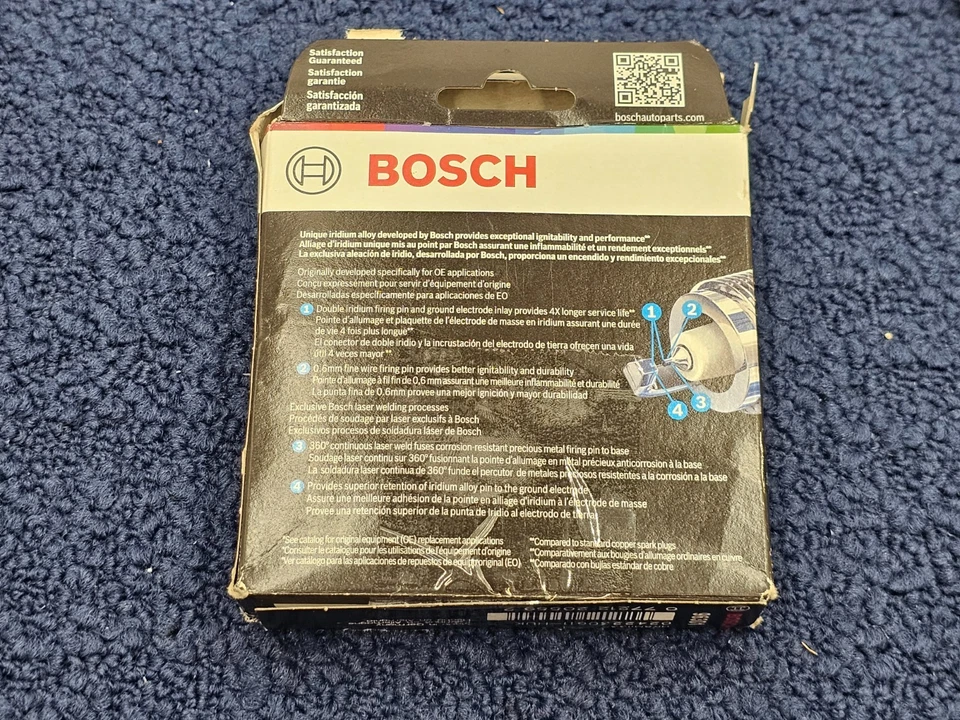 Satisfaction
Guaranteed
Satisfaction
garantie
Satisfacción
garantizada
boschautoparts.com
BOSCH
Unique iridium alloy developed by Bosch provides exceptional ignitability and performance**
Alliage d'iridium unique mis au point par Bosch assurant une inflammabilité et un rendement exceptionnels**
La exclusiva aleación de iridio, desarrollada por Bosch, proporciona un encendido y rendimiento excepcionales**
Originally developed specifically for OE applications
Conçu expressément pour servir d'équipement d'origine
Desarrolladas específicamente para aplicaciones de EO
1 Double iridium firing pin and ground electrode inlay provides 4X longer service life**
Pointe d'allumage et plaquette de l'électrode de masse en iridium assurant une durée
de vie 4 fois plus longue**
El conector de doble iridio y la incrustación del electrodo de tierra ofrecen una vida
útil 4 veces mayor**
2 0.6mm fine wire firing pin provides better ignitability and durability
Pointe d'allumage à fil fin de 0,6 mm assurant une meilleure inflammabilité et durabilité
La punta fina de 0.6mm provee una mejor ignición y mayor durabilidad
Exclusive Bosch laser welding processes
Procédés de soudage par laser exclusifs à Bosch
Exclusivos procesos de soldadura láser de Bosch
3 360° continuous laser weld fuses corrosion-resistant precious metal firing pin to base
Soudage laser continu sur 360° fusionnant la pointe d'allumage en métal précieux anticorrosion à la base
La soldadura laser continua de 360° funde el percutor de metales preciosos resistentes a la corrosión a la base
4 Provides superior retention of iridium alloy pin to the ground electrode
Assure une meilleure adhésion de la pointe en alliage d'iridium à l'électrode de masse
Provee una retención superior de la punta de Iridio al electrodo de tierra
1 2
3
4
*See catalog for original equipment (OE) replacement applications
*Consulter le catalogue pour les utilisations de l'équipement d'origine
*Ver catálogo para las aplicaciones de repuestos de equipo original (EO)
**Compared to standard copper spark plugs
**Comparativement aux bougies d'allumage ordinaires en cuivre
**Comparado con bujías estándar de cobre